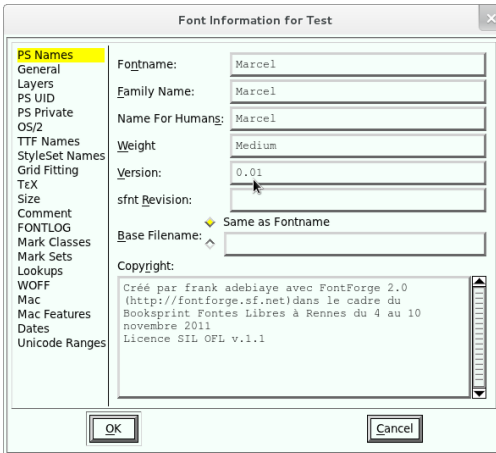 Font Information for Test
PS Names
General
Layers
PS UID
PS Private
OS/2
TTF Names
StyleSet Names
Grid Fitting
TεX
Size
Comment
FONTLOG
Mark Classes
Mark Sets
Lookups
WOFF
Mac
Mac Features
Dates
Unicode Ranges
Fontname: Marcel
Family Name: Marcel
Name For Humans: Marcel
Weight Medium
Version: 0.01
sfnt Revision:
Same as Fontname
Base Filename:
Copyright:
Créé par frank adebiaye avec FontForge 2.0
(http://fontforge.sf.net)dans le cadre du
Booksprint Fontes Libres à Rennes du 4 au 10
novembre 2011
Licence SIL OFL v.1.1
OK Cancel